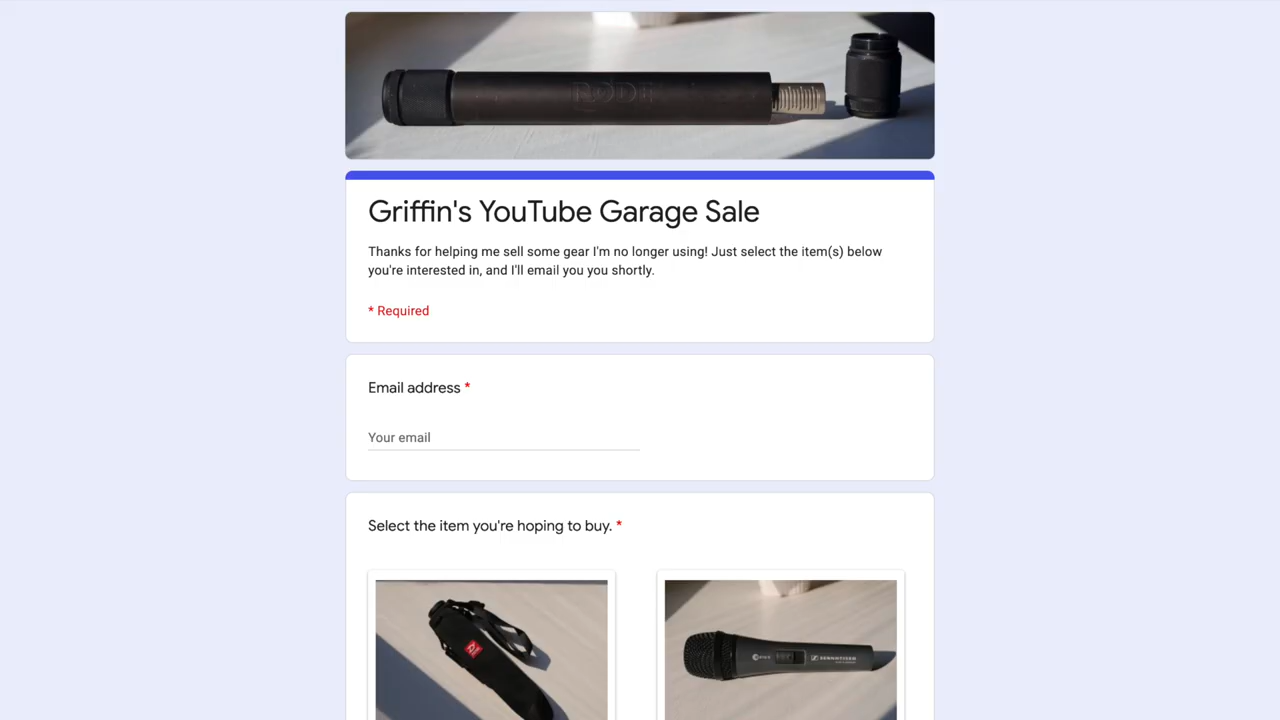 RODE
Griffin's YouTube Garage Sale
Thanks for helping me sell some gear I'm no longer using! Just select the item(s) below
you're interested in, and I'll email you you shortly.
* Required
Email address *
Your email
Select the item you're hoping to buy. *
SENNHEISER